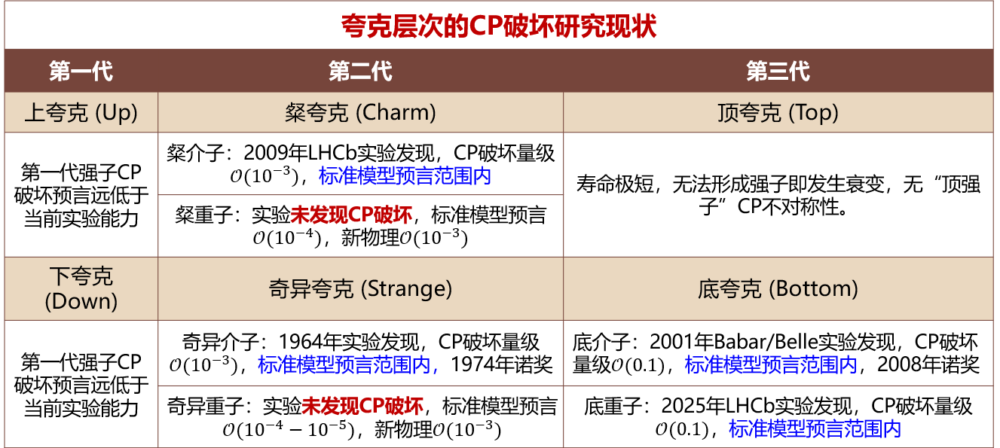 夸克层次的CP破坏研究现状
第一代
第二代
第三代
上夸克 (Up)
粲夸克 (Charm)
顶夸克 (Top)
第一代强子CP
破坏预言远低于
当前实验能力
粲介子：2009年LHCb实验发现，CP破坏量级
𝒪(10⁻³)，标准模型预言范围内
粲重子：实验未发现CP破坏，标准模型预言
𝒪(10⁻⁴)，新物理𝒪(10⁻³)
寿命极短，无法形成强子即发生衰变，无“顶强
子”CP不对称性。
下夸克
(Down)
奇异夸克 (Strange)
底夸克 (Bottom)
第一代强子CP
破坏预言远低于
当前实验能力
奇异介子：1964年实验发现，CP破坏量级
𝒪(10⁻³)，标准模型预言范围内，1974年诺奖
奇异重子：实验未发现CP破坏，标准模型预言
𝒪(10⁻⁴ − 10⁻⁵)，新物理𝒪(10⁻³)
底介子：2001年Babar/Belle实验发现，CP破坏
量级𝒪(0.1)，标准模型预言范围内，2008年诺奖
底重子：2025年LHCb实验发现，CP破坏量级
𝒪(0.1)，标准模型预言范围内